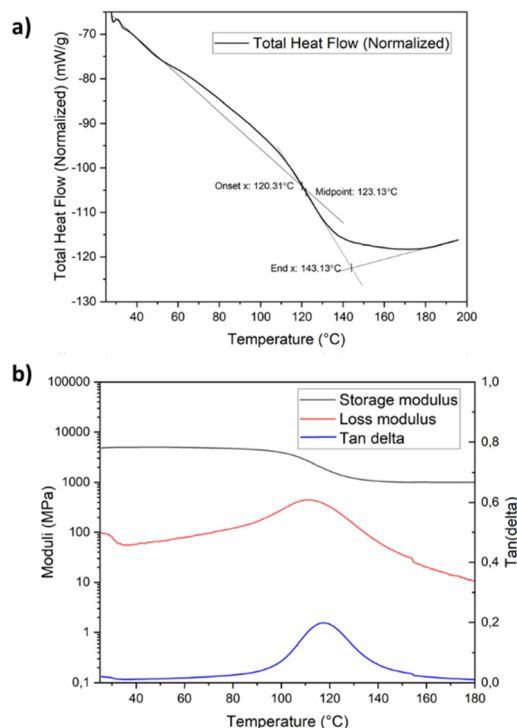 a)
Total Heat Flow (Normalized)
Total Heat Flow (Normalized) (mW/g)
-70
-80
-90
-100
-110
-120
-130
Onset x: 120.31°C
Midpoint: 123.13°C
End x: 143.13°C
40 60 80 100 120 140 160 180 200
Temperature (°C)
b)
Storage modulus
Loss modulus
Tan delta
Moduli (MPa)
100000
10000
1000
100
10
1
0,1
1,0
0,8
0,6
0,4
0,2
0,0
Tan(delta)
40 60 80 100 120 140 160 180
Temperature (°C)